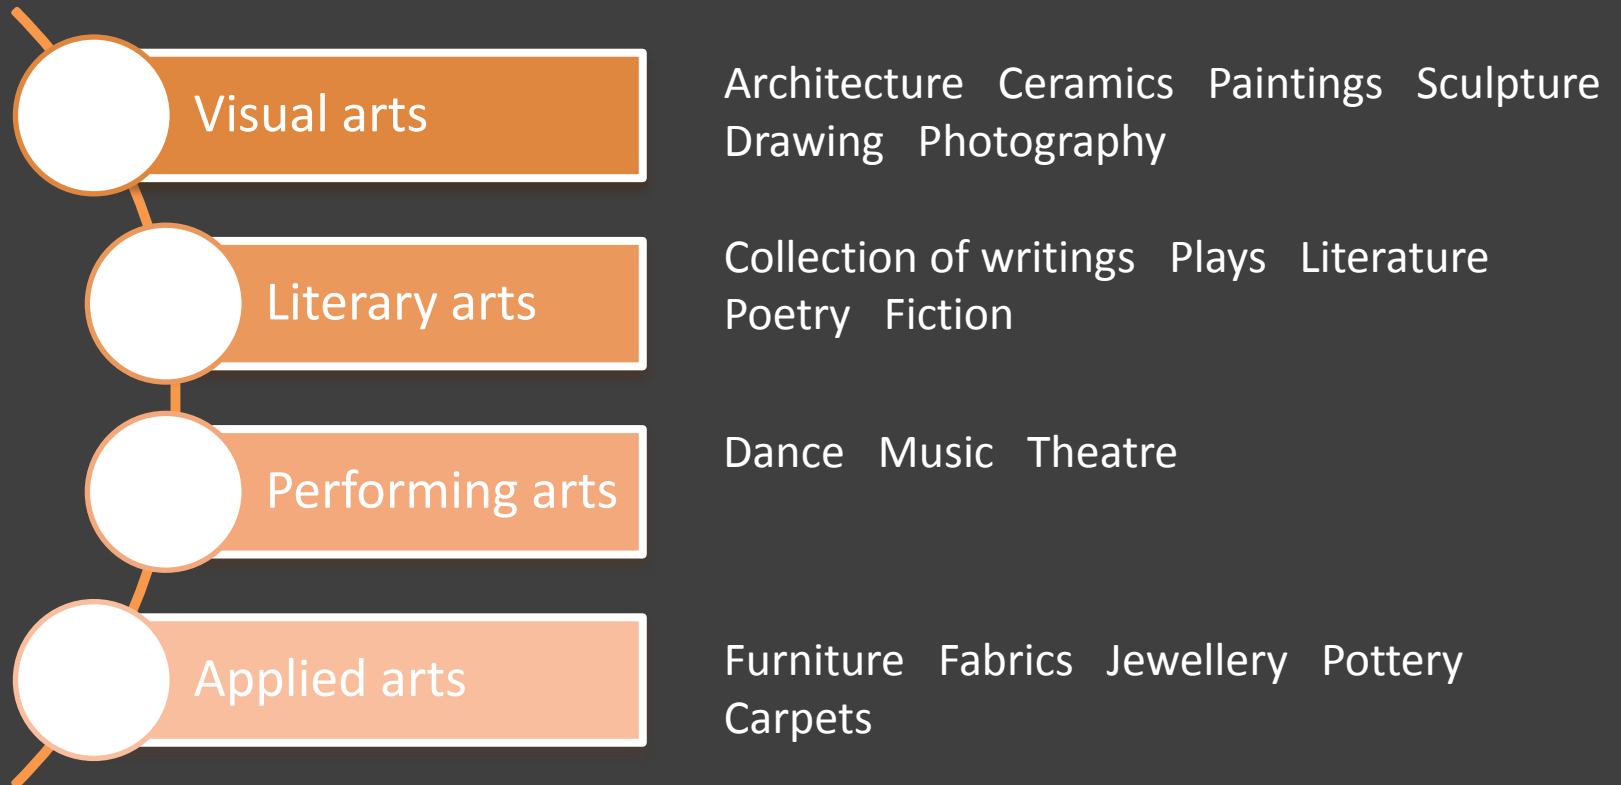 Visual arts
Architecture Ceramics Paintings Sculpture
Drawing Photography
Literary arts
Collection of writings Plays Literature
Poetry Fiction
Performing arts
Dance Music Theatre
Applied arts
Furniture Fabrics Jewellery Pottery
Carpets